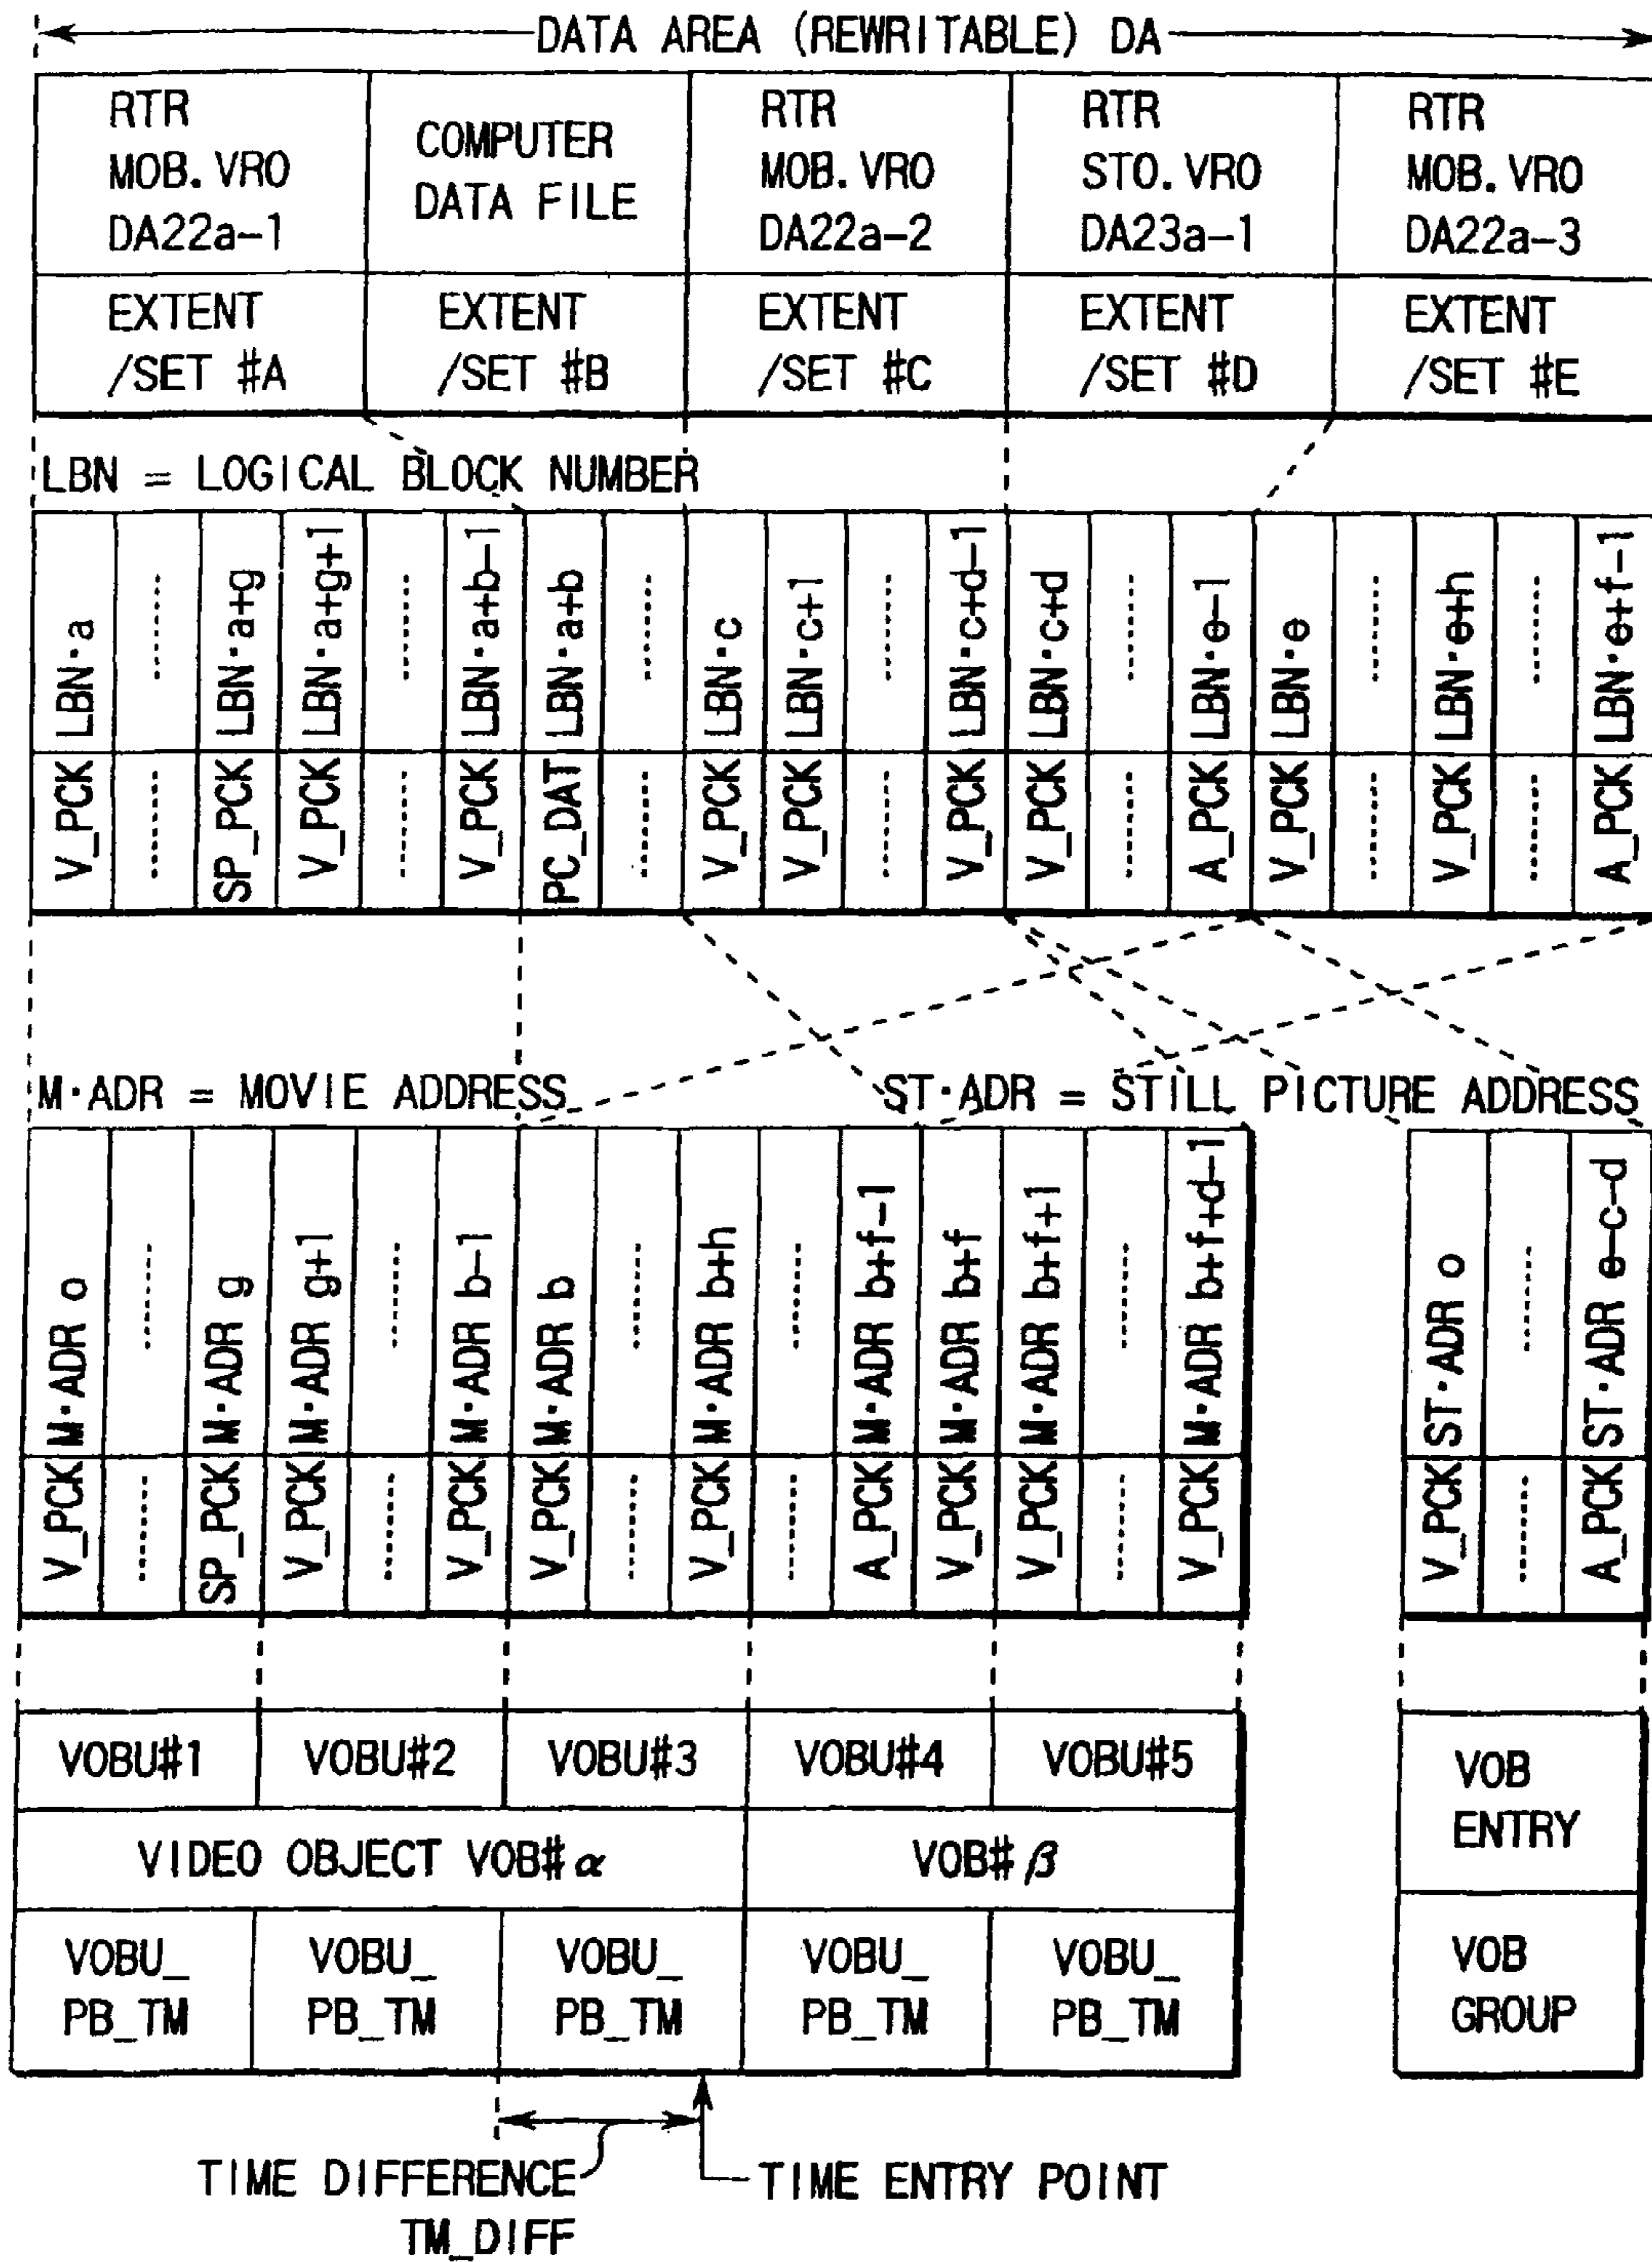 DATA AREA (REWRITABLE) DA
RTR
MOB.VRO
DA22a-1
COMPUTER
DATA FILE
RTR
MOB.VRO
DA22a-2
RTR
STO.VRO
DA23a-1
RTR
MOB.VRO
DA22a-3
EXTENT
/SET #A
EXTENT
/SET #B
EXTENT
/SET #C
EXTENT
/SET #D
EXTENT
/SET #E
LBN = LOGICAL BLOCK NUMBER
V_PCK LBN·a
SP_PCK LBN·a+g
V_PCK LBN·a+g+1
V_PCK LBN·a+b-1
PC_DAT LBN·a+b
V_PCK LBN·c
V_PCK LBN·c+1
V_PCK LBN·c+d-1
V_PCK LBN·c+d
A_PCK LBN·e-1
V_PCK LBN·e
V_PCK LBN·e+h
A_PCK LBN·e+f-1
M·ADR = MOVIE ADDRESS
ST·ADR = STILL PICTURE ADDRESS
V_PCK M·ADR o
SP_PCK M·ADR g
V_PCK M·ADR g+1
V_PCK M·ADR b-1
V_PCK M·ADR b
V_PCK M·ADR b+h
A_PCK M·ADR b+f-1
V_PCK M·ADR b+f
V_PCK M·ADR b+f+1
V_PCK M·ADR b+f+d-1
V_PCK ST·ADR o
A_PCK ST·ADR e-c-d
VOBU#1
VOBU#2
VOBU#3
VOBU#4
VOBU#5
VOB
ENTRY
VIDEO OBJECT VOB#α
VOB#β
VOBU_
PB_TM
VOBU_
PB_TM
VOBU_
PB_TM
VOBU_
PB_TM
VOBU_
PB_TM
VOB
GROUP
TIME DIFFERENCE
TM_DIFF
TIME ENTRY POINT